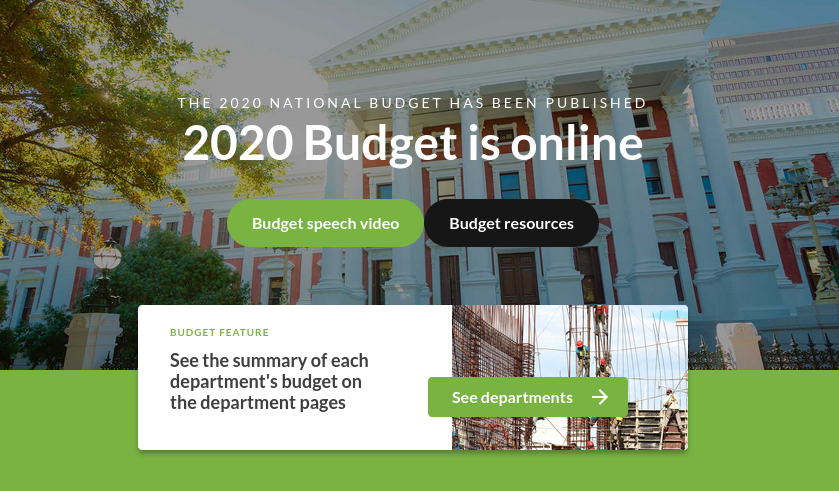 THE 2020 NATIONAL BUDGET HAS BEEN PUBLISHED
2020 Budget is online
Budget speech video
Budget resources
BUDGET FEATURE
See the summary of each
department's budget on
the department pages
See departments